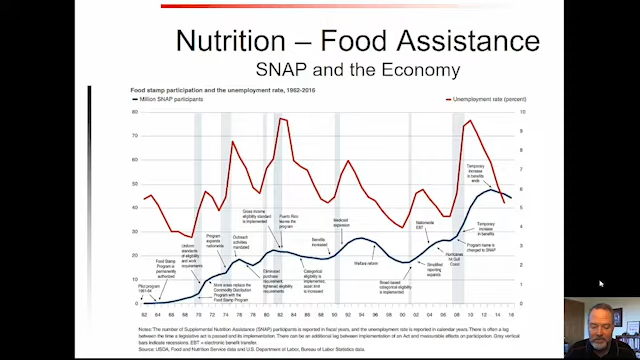 Nutrition – Food Assistance
SNAP and the Economy
Food stamp participation and the unemployment rate, 1962-2016
Million SNAP participants
Unemployment rate (percent)
80
70
60
50
40
30
20
10
0
10
9
8
7
6
5
4
3
2
1
0
Pilot program
1961-64
Food Stamp
Program is
permanently
authorized
Uniform
standards of
eligibility and
work
requirements
Program
expands
nationwide
More areas replace the
Commodity Distribution
Program with the
Food Stamp Program
Outreach
activities
mandated
Gross income
eligibility standard
is implemented
Eliminated
purchase
requirement,
tightened eligibility
requirements
Puerto Rico
leaves the
program
Categorical
eligibility is
implemented,
asset limit is
increased
Benefits
increased
Medicaid
expansion
Welfare reform
Broad-based
categorical eligibility
is implemented
Nationwide
EBT
Simplified
reporting
expands
Hurricanes
hit Gulf
Coast
Program name is
changed to SNAP
Temporary
increase
in benefits
Temporary
increase
in benefits
ends
62 64 66 68 70 72 74 76 78 80 82 84 86 88 90 92 94 96 98 00 02 04 06 08 10 12 14 16
Notes: The number of Supplemental Nutrition Assistance (SNAP) participants is reported in fiscal years, and the unemployment rate is reported in calendar years. There is often a lag
between the time a legislative act is passed and its implementation. There can be an additional lag between implementation of an Act and measurable effects on participation. Grey vertical
bars indicate recessions. EBT = electronic benefit transfer.
Source: USDA, Food and Nutrition Service data and U.S. Department of Labor, Bureau of Labor Statistics data.